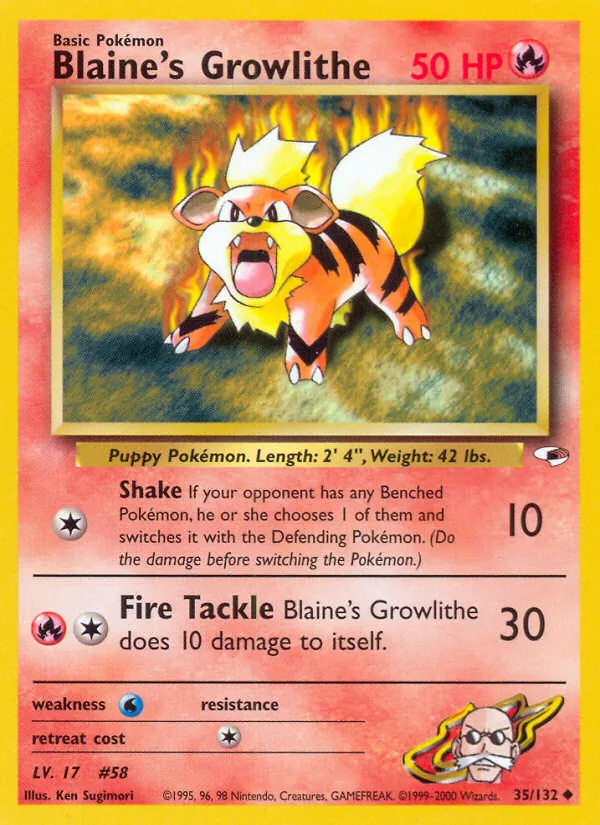 Basic Pokémon
Blaine's Growlithe 50 HP
Puppy Pokémon. Length: 2' 4", Weight: 42 lbs.
Shake If your opponent has any Benched
Pokémon, he or she chooses 1 of them and
switches it with the Defending Pokémon. (Do
the damage before switching the Pokémon.)
10
Fire Tackle Blaine's Growlithe
does 10 damage to itself.
30
weakness resistance
retreat cost
LV. 17 #58
Illus. Ken Sugimori ©1995, 96, 98 Nintendo, Creatures, GAMEFREAK. ©1999-2000 Wizards. 35/132